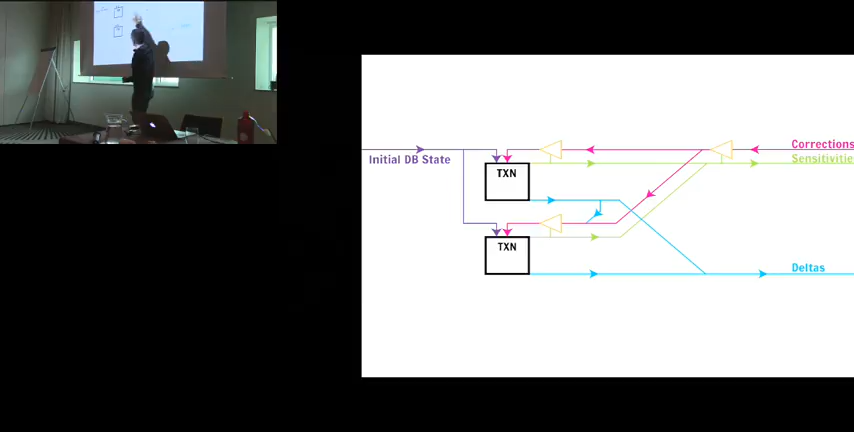 Corrections
Initial DB State
Sensitivitie
TXN
TXN
Deltas